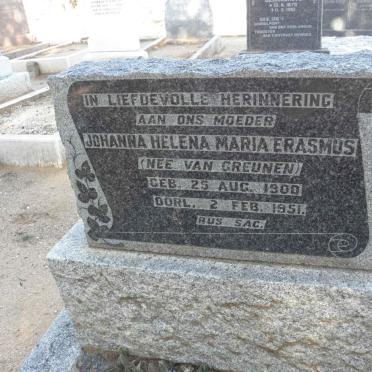 IN LIEFDEVOLLE HERINNERING
AAN ONS MOEDER
JOHANNA HELENA MARIA ERASMUS
(NEE VAN GREUNEN)
GEB. 25 AUG. 1900
OORL. 2 FEB. 1951.
RUS SAG.